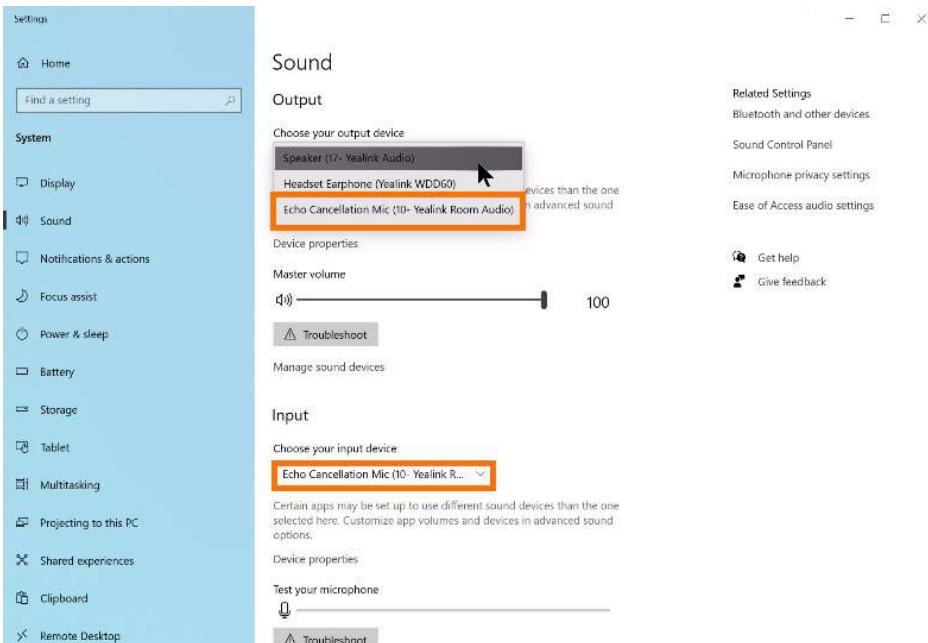 Settings
Home
Find a setting
System
Display
Sound
Notifications & actions
Focus assist
Power & sleep
Battery
Storage
Tablet
Multitasking
Projecting to this PC
Shared experiences
Clipboard
Remote Desktop
Sound
Output
Choose your output device
Speaker (17- Yealink Audio)
Headset Earphone (Yealink WDD60)
devices than the one
n advanced sound
Echo Cancellation Mic (10- Yealink Room Audio)
Device properties
Master volume
100
Troubleshoot
Manage sound devices
Input
Choose your input device
Echo Cancellation Mic (10- Yealink R...
Certain apps may be set up to use different sound devices than the one
selected here. Customize app volumes and devices in advanced sound
options.
Device properties
Test your microphone
Troubleshoot
Related Settings
Bluetooth and other devices
Sound Control Panel
Microphone privacy settings
Ease of Access audio settings
Get help
Give feedback